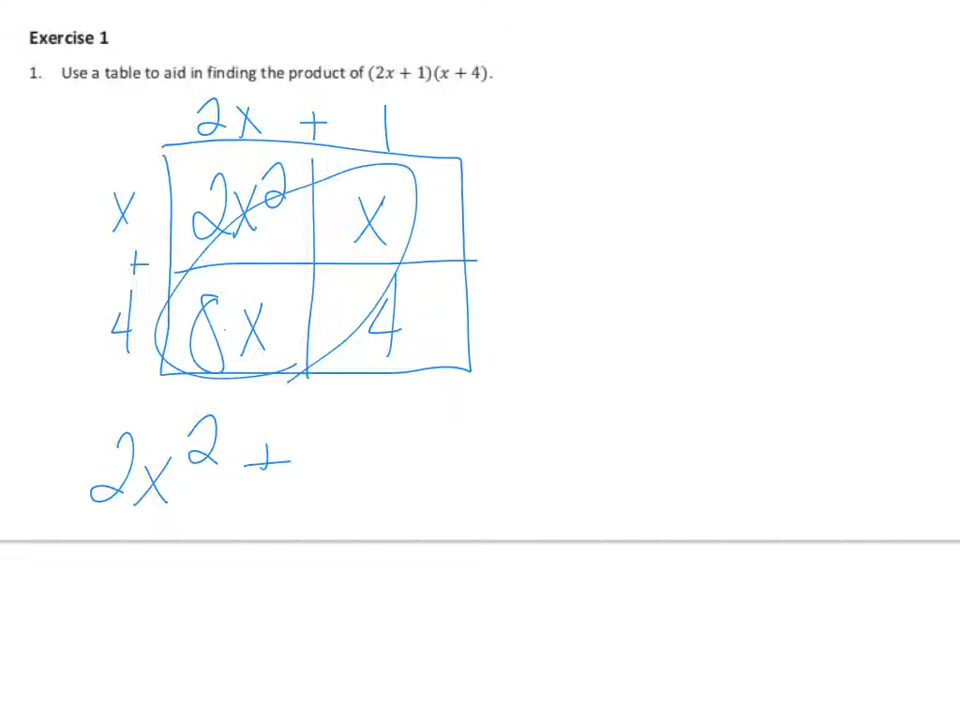 Exercise 1
1. Use a table to aid in finding the product of (2x + 1)(x + 4).
2x + 1
x 2x² x
+
4 8x 4
2x² +